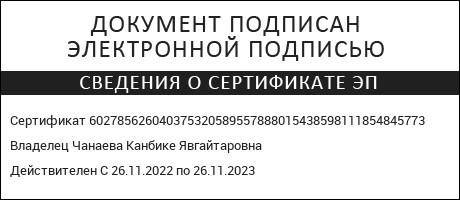 ДОКУМЕНТ ПОДПИСАН
ЭЛЕКТРОННОЙ ПОДПИСЬЮ
СВЕДЕНИЯ О СЕРТИФИКАТЕ ЭП
Сертификат 602785626040375320589557888015438598111854845773
Владелец Чанаева Канбике Явгайтаровна
Действителен С 26.11.2022 по 26.11.2023